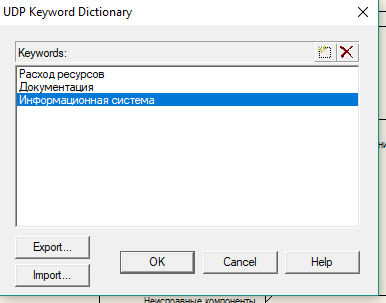 UDP Keyword Dictionary
Keywords:
Расход ресурсов
Документация
Информационная система
Export...
Import...
OK
Cancel
Help
Неисправные компоненты